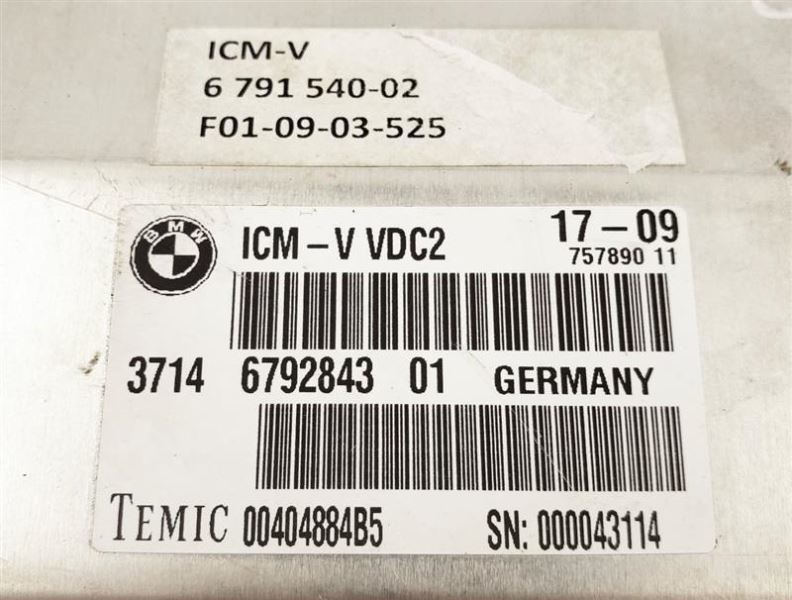 ICM-V
6 791 540-02
F01-09-03-525
BMW
ICM – V VDC2
17 – 09
757890 11
3714 6792843 01 GERMANY
TEMIC 00404884B5 SN: 000043114